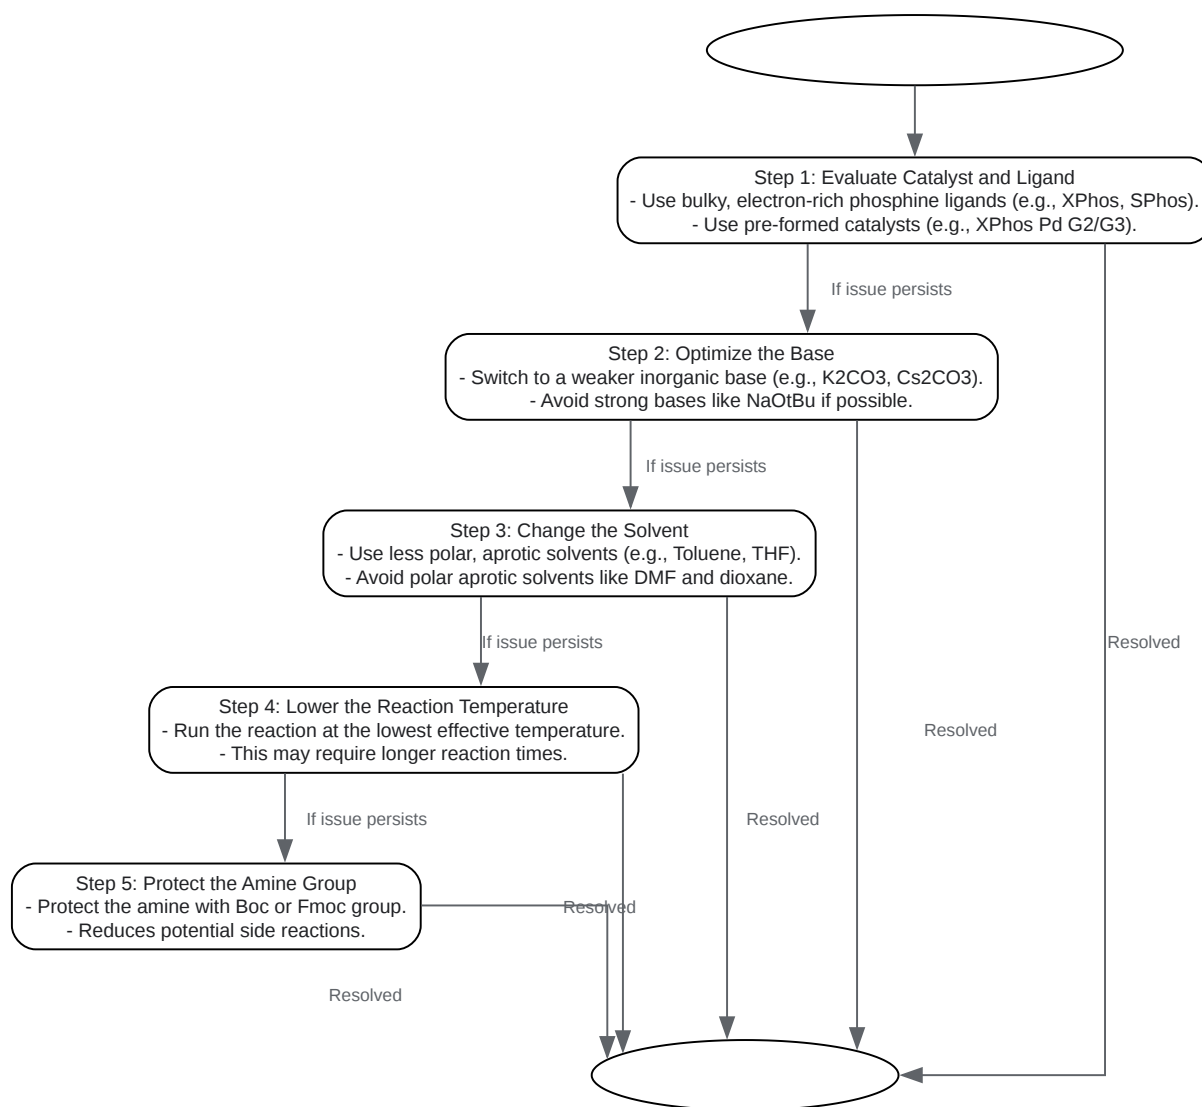 Step 1: Evaluate Catalyst and Ligand
- Use bulky, electron-rich phosphine ligands (e.g., XPhos, SPhos).
- Use pre-formed catalysts (e.g., XPhos Pd G2/G3).
If issue persists
Step 2: Optimize the Base
- Switch to a weaker inorganic base (e.g., K2CO3, Cs2CO3).
- Avoid strong bases like NaOtBu if possible.
If issue persists
Step 3: Change the Solvent
- Use less polar, aprotic solvents (e.g., Toluene, THF).
- Avoid polar aprotic solvents like DMF and dioxane.
If issue persists
Resolved
Step 4: Lower the Reaction Temperature
- Run the reaction at the lowest effective temperature.
- This may require longer reaction times.
Resolved
If issue persists
Resolved
Step 5: Protect the Amine Group
- Protect the amine with Boc or Fmoc group.
- Reduces potential side reactions.
Resolved
Resolved